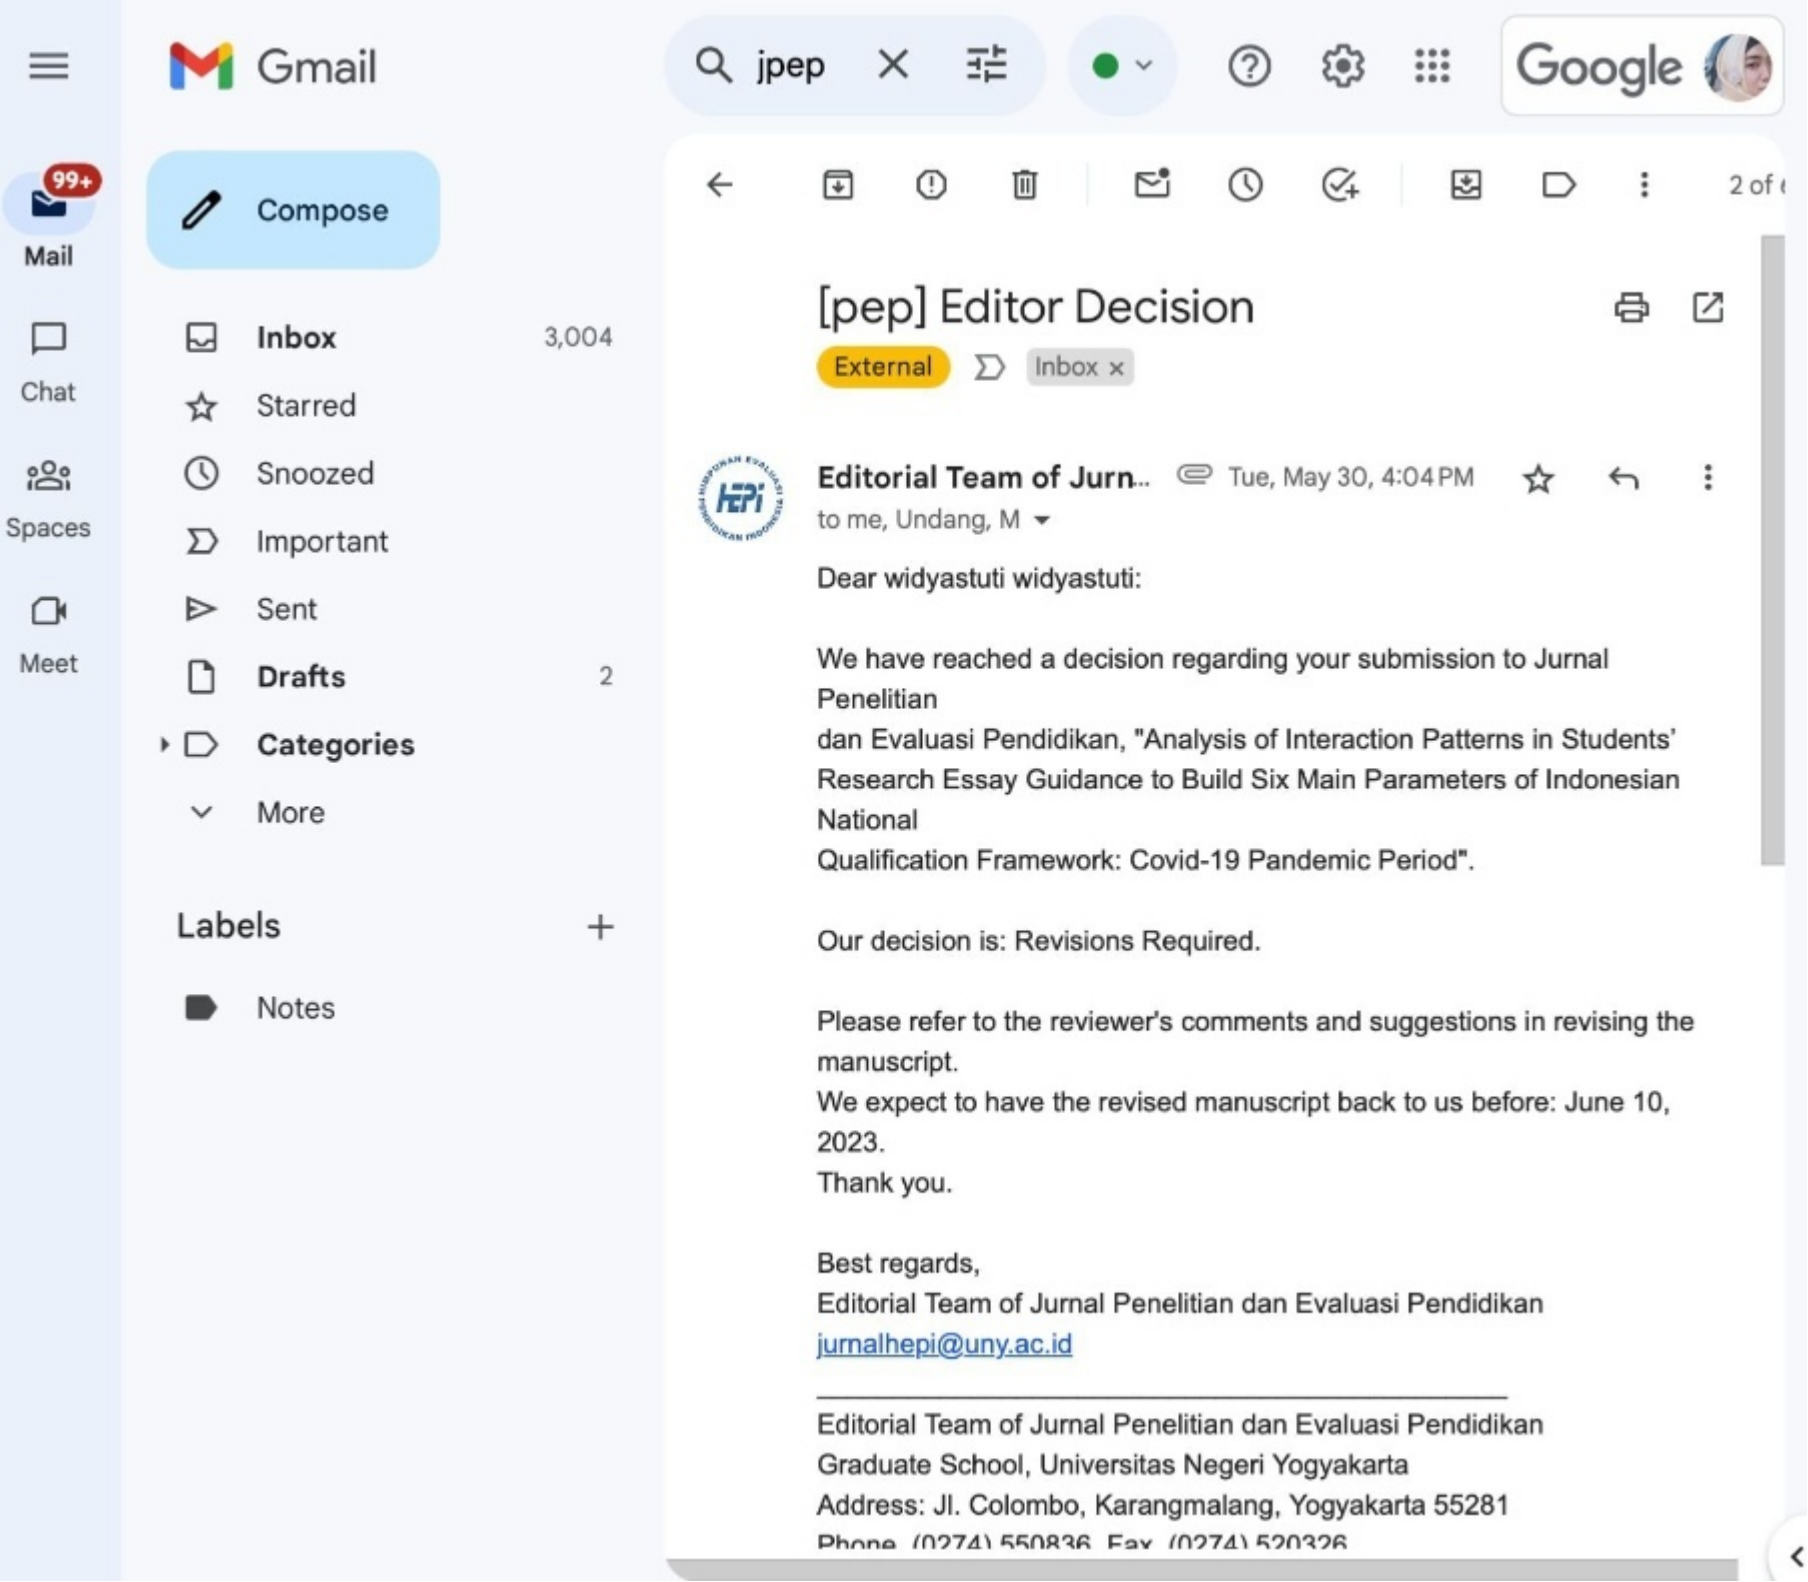 Gmail
jpep
Google
99+
Mail
Chat
Spaces
Meet
Compose
Inbox 3,004
Starred
Snoozed
Important
Sent
Drafts 2
Categories
More
Labels
Notes
2 of
[pep] Editor Decision
External Inbox ×
HEPI
Editorial Team of Jurn... Tue, May 30, 4:04 PM
to me, Undang, M
Dear widyastuti widyastuti:
We have reached a decision regarding your submission to Jurnal
Penelitian
dan Evaluasi Pendidikan, "Analysis of Interaction Patterns in Students’
Research Essay Guidance to Build Six Main Parameters of Indonesian
National
Qualification Framework: Covid-19 Pandemic Period".
Our decision is: Revisions Required.
Please refer to the reviewer's comments and suggestions in revising the
manuscript.
We expect to have the revised manuscript back to us before: June 10,
2023.
Thank you.
Best regards,
Editorial Team of Jurnal Penelitian dan Evaluasi Pendidikan
jurnalhepi@uny.ac.id
Editorial Team of Jurnal Penelitian dan Evaluasi Pendidikan
Graduate School, Universitas Negeri Yogyakarta
Address: Jl. Colombo, Karangmalang, Yogyakarta 55281
Phone. (0274) 550836, Fax. (0274) 520326